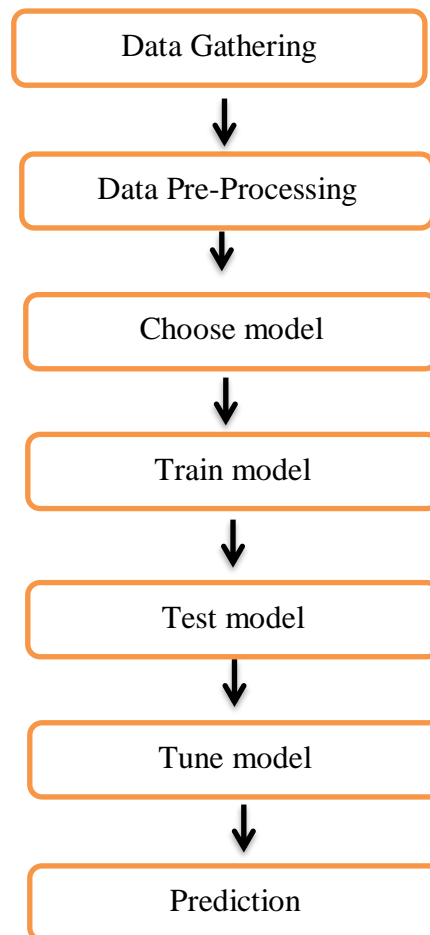 Data Gathering
Data Pre-Processing
Choose model
Train model
Test model
Tune model
Prediction